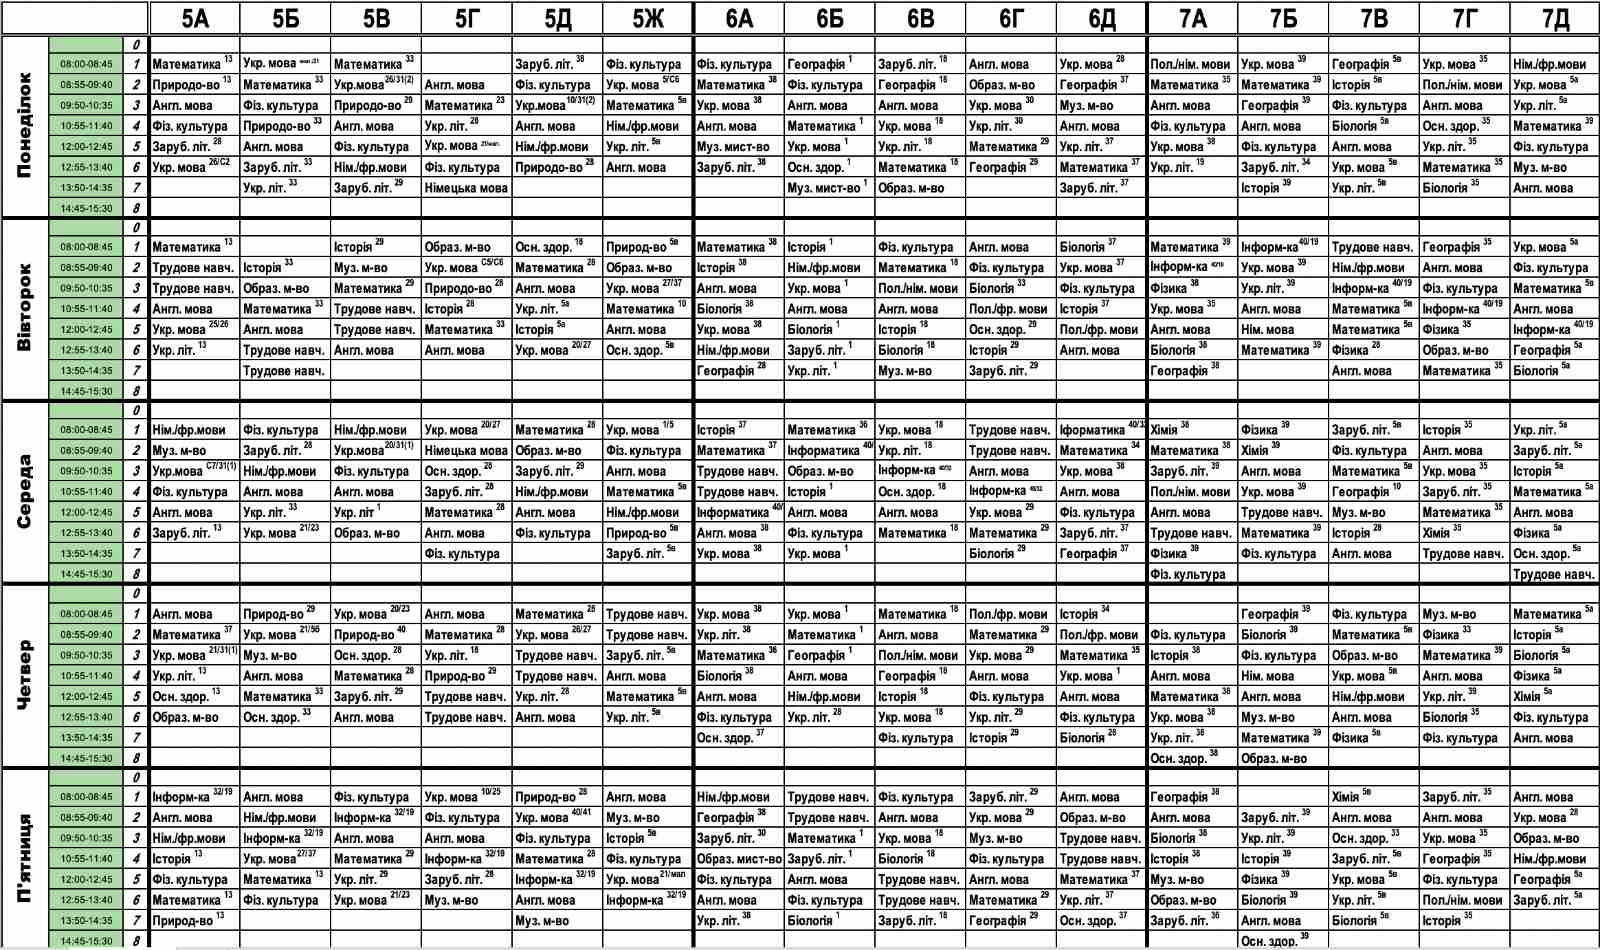 5А 5Б 5В 5Г 5Д 5Ж 6А 6Б 6В 6Г 6Д 7А 7Б 7В 7Г 7Д
Понеділок
0
08:00-08:45 1 Математика 13 Укр. мова Математика 33 Заруб. літ. 38 Фіз. культура Фіз. культура Географія 1 Заруб. літ. 18 Англ. мова Укр. мова 28 Пол./нім. мови Укр. мова 39 Географія 5в Укр. мова 35 Нім./фр.мови
08:55-09:40 2 Природо-во 13 Математика 33 Укр.мова 26/31(2) Англ. мова Фіз. культура Укр. мова 5/С6 Математика 38 Фіз. культура Географія 18 Образ. м-во Географія 37 Математика 35 Математика 39 Історія 5в Пол./нім. мови Укр. мова 5а
09:50-10:35 3 Англ. мова Фіз. культура Природо-во 29 Математика 23 Укр.мова 10/31(2) Математика 5в Укр. мова 38 Англ. мова Англ. мова Укр. мова 30 Муз. м-во Англ. мова Географія 39 Фіз. культура Англ. мова Укр. літ. 5а
10:55-11:40 4 Фіз. культура Природо-во 33 Англ. мова Укр. літ. 26 Англ. мова Нім./фр.мови Англ. мова Математика 1 Укр. мова 18 Укр. літ. 30 Англ. мова Фіз. культура Англ. мова Біологія 5в Осн. здор. 35 Математика 39
12:00-12:45 5 Заруб. літ. 28 Англ. мова Фіз. культура Укр. мова Нім./фр.мови Укр. літ. 5в Муз. мист-во Укр. мова 1 Укр. літ. 18 Математика 29 Укр. літ. 37 Укр. мова 38 Фіз. культура Англ. мова Укр. літ. 35 Фіз. культура
12:55-13:40 6 Укр. мова 26/С2 Заруб. літ. 33 Нім./фр.мови Фіз. культура Природо-во 28 Англ. мова Заруб. літ. 38 Осн. здор. 1 Математика 18 Географія 29 Математика 37 Укр. літ. 19 Заруб. літ. 34 Укр. мова 5в Математика 35 Муз. м-во
13:50-14:35 7 Укр. літ. 33 Заруб. літ. 29 Німецька мова Муз. мист-во 1 Образ. м-во Заруб. літ. 37 Історія 39 Укр. літ. 5в Біологія 35 Англ. мова
14:45-15:30 8
Вівторок
0
08:00-08:45 1 Математика 13 Історія 29 Образ. м-во Осн. здор. 18 Природ-во 5в Математика 38 Історія 1 Фіз. культура Англ. мова Біологія 37 Математика 39 Інформ-ка 40/19 Трудове навч. Географія 35 Укр. мова 5а
08:55-09:40 2 Трудове навч. Історія 33 Муз. м-во Укр. мова С5/С6 Математика 28 Образ. м-во Історія 38 Нім./фр.мови Математика 18 Фіз. культура Укр. мова 37 Інформ-ка Укр. мова 39 Нім./фр.мови Англ. мова Фіз. культура
09:50-10:35 3 Трудове навч. Образ. м-во Математика 29 Природо-во 28 Англ. мова Укр. мова 27/37 Англ. мова Укр. мова 1 Пол./нім. мови Біологія 33 Фіз. культура Фізика 38 Укр. літ. 39 Інформ-ка 40/19 Фіз. культура Математика 5а
10:55-11:40 4 Англ. мова Математика 33 Трудове навч. Історія 28 Укр. літ. 5а Математика 10 Біологія 38 Англ. мова Англ. мова Пол./фр. мови Історія 37 Укр. мова 35 Англ. мова Математика 5в Інформ-ка 40/19 Англ. мова
12:00-12:45 5 Укр. мова 25/26 Англ. мова Трудове навч. Математика 33 Історія 5а Англ. мова Укр. мова 38 Біологія 1 Історія 18 Осн. здор. 29 Пол./фр. мови Англ. мова Нім. мова Математика 5в Фізика 35 Інформ-ка 40/19
12:55-13:40 6 Укр. літ. 13 Трудове навч. Англ. мова Англ. мова Укр. мова 20/27 Осн. здор. 5в Нім./фр.мови Заруб. літ. 1 Біологія 18 Історія 29 Англ. мова Біологія 38 Математика 39 Фізика 28 Образ. м-во Географія 5а
13:50-14:35 7 Трудове навч. Географія 28 Укр. літ. 1 Муз. м-во Заруб. літ. 29 Географія 38 Англ. мова Математика 35 Біологія 5а
14:45-15:30 8
Середа
0
08:00-08:45 1 Нім./фр.мови Фіз. культура Нім./фр.мови Укр. мова 20/27 Математика 28 Укр. мова 1/5 Історія 37 Математика 36 Укр. мова 18 Трудове навч. Іформатика Хімія 38 Фізика 39 Заруб. літ. 5в Історія 35 Укр. літ. 5а
08:55-09:40 2 Муз. м-во Заруб. літ. 28 Укр.мова 20/31(1) Німецька мова Образ. м-во Фіз. культура Математика 37 Інформатика 40/ Укр. літ. 18 Трудове навч. Математика 34 Математика 38 Хімія 39 Фіз. культура Англ. мова Заруб. літ. 5а
09:50-10:35 3 Укр.мова С7/31(1) Нім./фр.мови Фіз. культура Осн. здор. 28 Заруб. літ. 29 Англ. мова Трудове навч. Образ. м-во Інформ-ка Англ. мова Укр. мова 38 Заруб. літ. 39 Англ. мова Математика 5в Укр. мова 35 Історія 5а
10:55-11:40 4 Фіз. культура Англ. мова Англ. мова Заруб. літ. 28 Нім./фр.мови Математика 5в Трудове навч. Історія 1 Осн. здор. 18 Інформ-ка Англ. мова Пол./нім. мови Укр. мова 39 Географія 10 Заруб. літ. 35 Математика 5а
12:00-12:45 5 Англ. мова Укр. літ. 33 Укр. літ 1 Математика 28 Англ. мова Нім./фр.мови Інформатика 40/ Англ. мова Англ. мова Укр. мова 29 Фіз. культура Англ. мова Трудове навч. Муз. м-во Математика 35 Англ. мова
12:55-13:40 6 Заруб. літ. 13 Укр. мова 21/23 Образ. м-во Англ. мова Фіз. культура Природ-во 5в Англ. мова 38 Фіз. культура Математика 18 Математика 29 Заруб. літ. 37 Трудове навч. Математика 39 Історія 28 Хімія 35 Фізика 5а
13:50-14:35 7 Фіз. культура Заруб. літ. 5в Укр. мова 38 Укр. мова 1 Біологія 29 Географія 37 Фізика 39 Фіз. культура Англ. мова Трудове навч. Осн. здор. 5а
14:45-15:30 8 Фіз. культура Трудове навч.
Четвер
0
08:00-08:45 1 Англ. мова Природ-во 29 Укр. мова 20/23 Англ. мова Математика 26 Трудове навч. Укр. мова 38 Укр. мова 1 Математика 18 Пол./фр. мови Історія 34 Географія 39 Фіз. культура Муз. м-во Математика 5а
08:55-09:40 2 Математика 37 Укр. мова 21/5б Природ-во 40 Математика 28 Укр. мова 26/27 Трудове навч. Укр. літ. 38 Математика 1 Англ. мова Математика 29 Пол./фр. мови Фіз. культура Біологія 39 Математика 5в Фізика 33 Історія 5а
09:50-10:35 3 Укр. мова 21/31(1) Муз. м-во Осн. здор. 28 Укр. літ. 18 Трудове навч. Заруб. літ. 5в Математика 36 Географія 1 Пол./нім. мови Укр. мова 29 Математика 35 Історія 38 Фіз. культура Образ. м-во Математика 39 Біологія 5а
10:55-11:40 4 Укр. літ. 13 Англ. мова Математика 28 Природ-во 29 Трудове навч. Англ. мова Біологія 38 Англ. мова Географія 18 Англ. мова Укр. мова 1 Англ. мова Нім. мова Укр. мова 5в Англ. мова Фізика 5а
12:00-12:45 5 Осн. здор. 13 Математика 33 Заруб. літ. 29 Трудове навч. Укр. літ. 28 Математика 5в Англ. мова Нім./фр.мови Історія 18 Фіз. культура Англ. мова Математика 38 Англ. мова Нім./фр.мови Укр. літ. 39 Хімія 5а
12:55-13:40 6 Образ. м-во Осн. здор. 33 Англ. мова Трудове навч. Англ. мова Укр. літ. 5в Фіз. культура Укр. літ. 28 Укр. мова 18 Укр. літ. 29 Фіз. культура Укр. мова 38 Муз. м-во Англ. мова Біологія 35 Фіз. культура
13:50-14:35 7 Осн. здор. 37 Фіз. культура Історія 29 Біологія 28 Укр. літ. 38 Математика 39 Фізика 5в Фіз. культура Англ. мова
14:45-15:30 8 Осн. здор. 38 Образ. м-во
П'ятниця
0
08:00-08:45 1 Інформ-ка 32/19 Англ. мова Фіз. культура Укр. мова 10/25 Природ-во 28 Англ. мова Нім./фр.мови Трудове навч. Фіз. культура Заруб. літ. 29 Англ. мова Географія 38 Хімія 5в Заруб. літ. 35 Англ. мова
08:55-09:40 2 Англ. мова Нім./фр.мови Інформ-ка 32/19 Фіз. культура Укр. мова 40/41 Муз. м-во Географія 38 Трудове навч. Англ. мова Укр. мова 29 Образ. м-во Англ. мова Заруб. літ. 39 Англ. мова Англ. мова Укр. мова 28
09:50-10:35 3 Нім./фр.мови Інформ-ка 32/19 Англ. мова Англ. мова Фіз. культура Історія 5в Заруб. літ. 30 Математика 1 Укр. мова 18 Муз. м-во Трудове навч. Біологія 38 Укр. літ. 39 Осн. здор. 33 Укр. мова 35 Образ. м-во
10:55-11:40 4 Історія 13 Укр. мова 27/37 Математика 29 Інформ-ка 32/19 Математика 28 Фіз. культура Образ. мист-во Заруб. літ. 1 Біологія 18 Фіз. культура Трудове навч. Історія 38 Історія 39 Заруб. літ. 5в Географія 35 Нім./фр.мови
12:00-12:45 5 Фіз. культура Математика 13 Укр. літ. 29 Заруб. літ. 28 Інформ-ка 32/19 Укр. мова 21/мал Фіз. культура Англ. мова Трудове навч. Англ. мова Математика 37 Муз. м-во Фізика 39 Укр. мова 5в Фіз. культура Географія 5а
12:55-13:40 6 Математика 13 Фіз. культура Укр. мова 21/23 Муз. м-во Англ. мова Інформ-ка 32/19 Англ. мова Фіз. культура Трудове навч. Математика 29 Укр. літ. 37 Образ. м-во Біологія 39 Укр. літ. 5в Пол./нім. мови Заруб. літ. 5а
13:50-14:35 7 Природ-во 13 Муз. м-во Укр. літ. 38 Біологія 1 Заруб. літ. 18 Географія 29 Осн. здор. 37 Заруб. літ. 36 Англ. мова Біологія 5в Історія 35
14:45-15:30 8 Осн. здор. 39